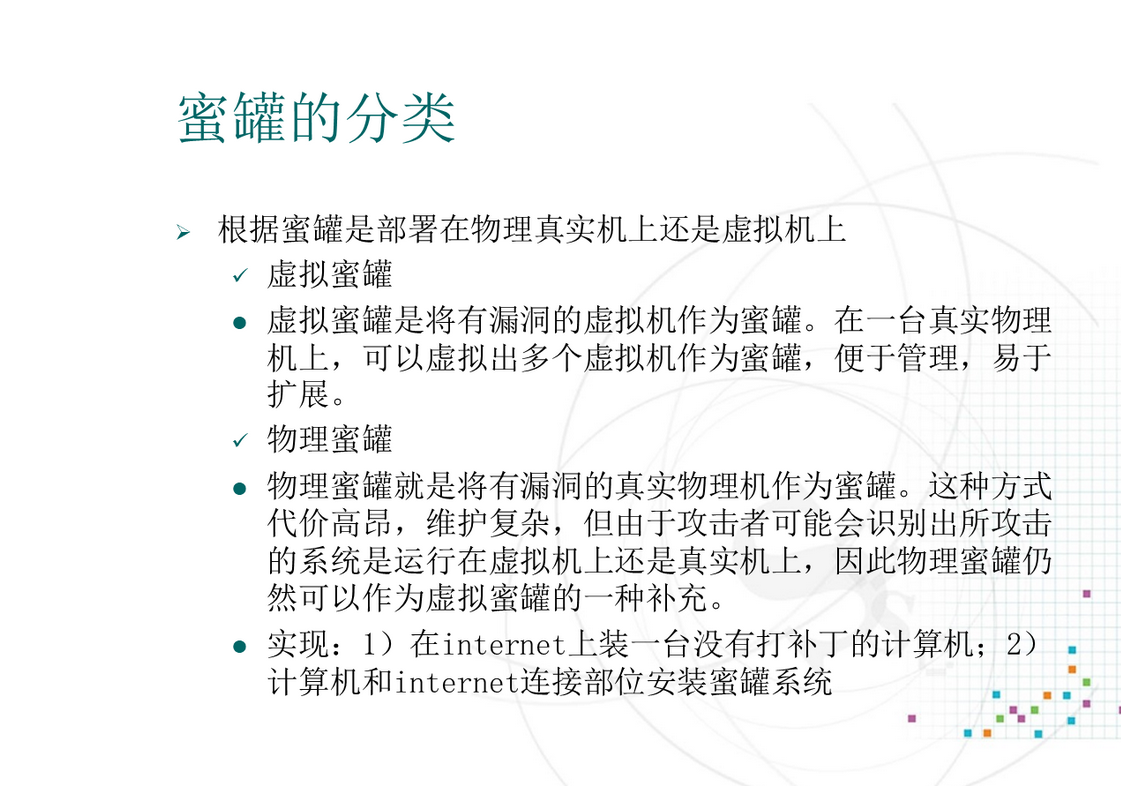 蜜罐的分类
根据蜜罐是部署在物理真实机上还是虚拟机上
虚拟蜜罐
虚拟蜜罐是将有漏洞的虚拟机作为蜜罐。在一台真实物理
机上，可以虚拟出多个虚拟机作为蜜罐，便于管理，易于
扩展。
物理蜜罐
物理蜜罐就是将有漏洞的真实物理机作为蜜罐。这种方式
代价高昂，维护复杂，但由于攻击者可能会识别出所攻击
的系统是运行在虚拟机上还是真实机上，因此物理蜜罐仍
然可以作为虚拟蜜罐的一种补充。
实现：1）在internet上装一台没有打补丁的计算机；2）
计算机和internet连接部位安装蜜罐系统